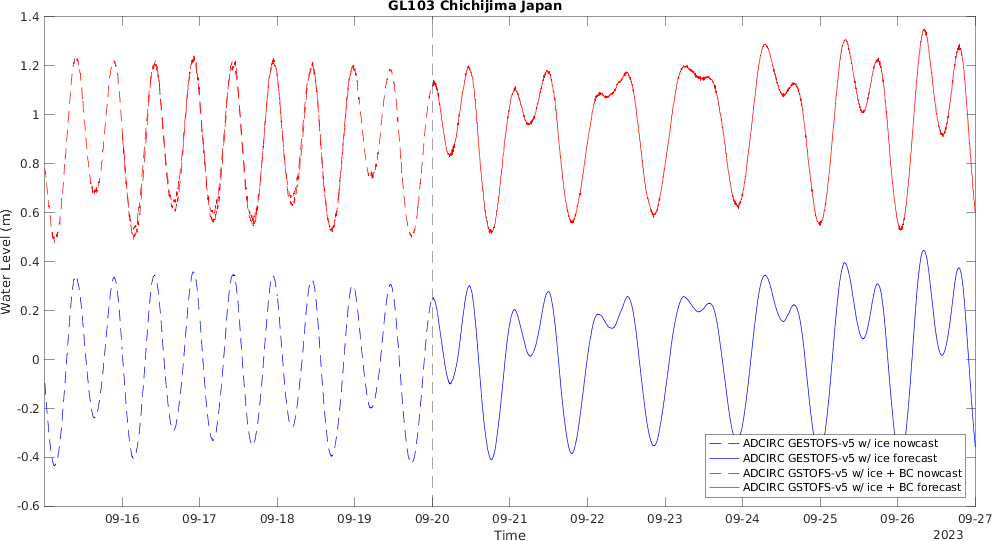 GL103 Chichijima Japan
1.4
1.2
1
0.8
0.6
0.4
0.2
0
-0.2
-0.4
-0.6
Water Level (m)
ADCIRC GESTOFS-v5 w/ ice nowcast
ADCIRC GESTOFS-v5 w/ ice forecast
ADCIRC GSTOFS-v5 w/ ice + BC nowcast
ADCIRC GSTOFS-v5 w/ ice + BC forecast
09-16 09-17 09-18 09-19 09-20 09-21 09-22 09-23 09-24 09-25 09-26 09-27
Time
2023